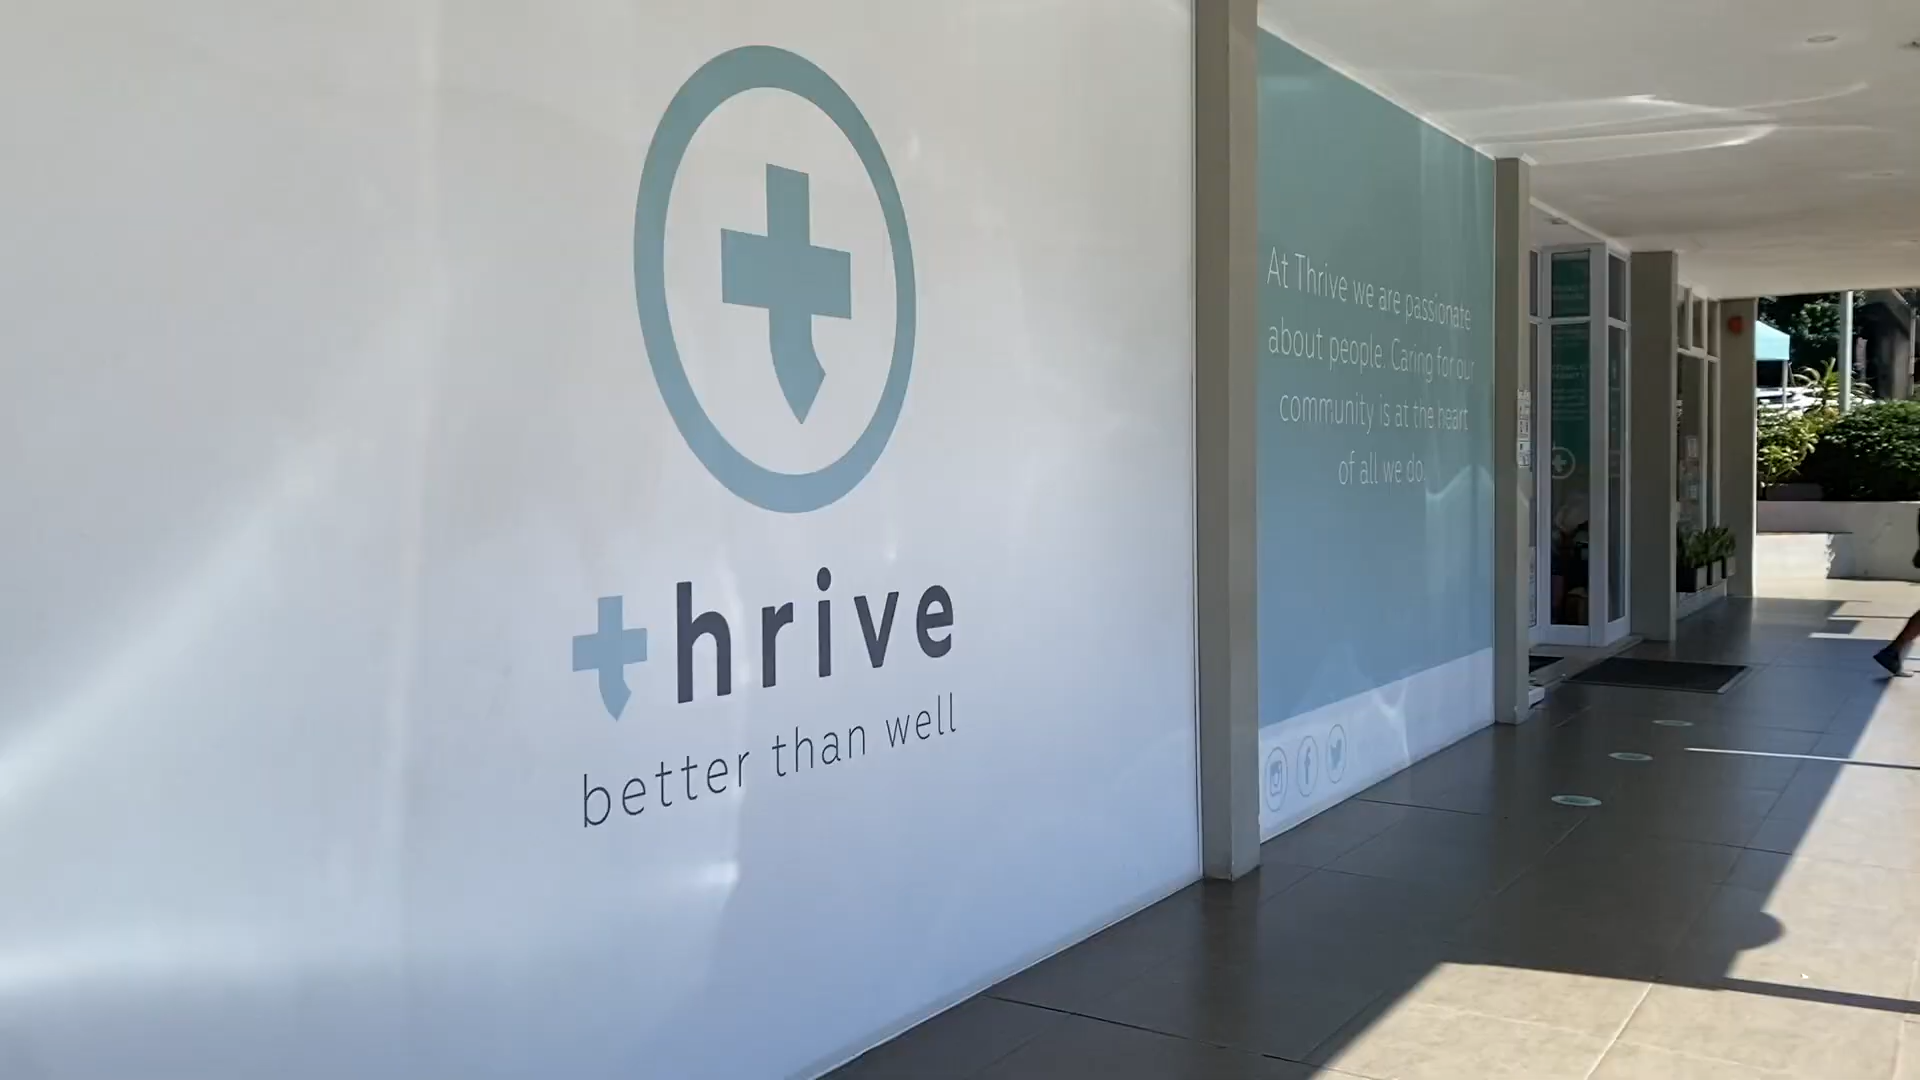 thrive
better than well
At Thrive we are passionate
about people. Caring for our
community is at the heart
of all we do.